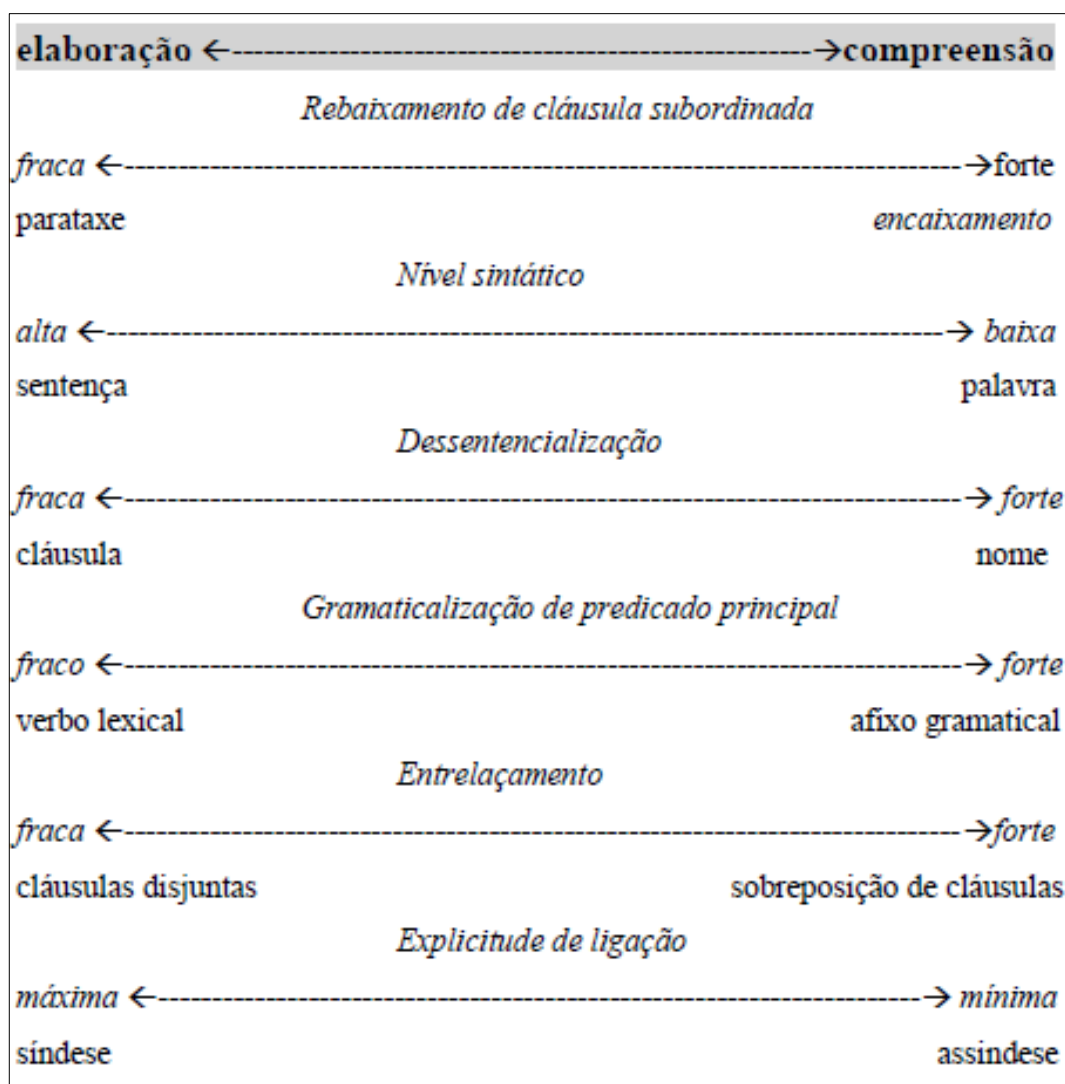 elaboração ←------------------------------------------------------→compreensão
Rebaixamento de cláusula subordinada
fraca ←------------------------------------------------------------------------------→forte
parataxe encaixamento
Nível sintático
alta ←------------------------------------------------------------------------------→ baixa
sentença palavra
Dessentencialização
fraca ←------------------------------------------------------------------------------→ forte
cláusula nome
Gramaticalização de predicado principal
fraco ←------------------------------------------------------------------------------→ forte
verbo lexical afixo gramatical
Entrelaçamento
fraca ←------------------------------------------------------------------------------→forte
cláusulas disjuntas sobreposição de cláusulas
Explicitude de ligação
máxima ←-----------------------------------------------------------------------→ mínima
síndese assindese